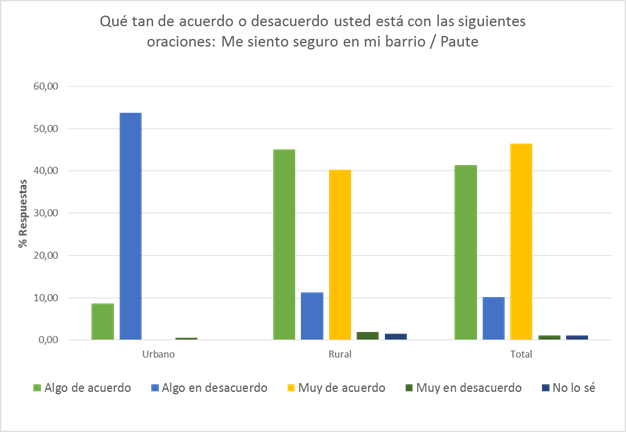 Qué tan de acuerdo o desacuerdo usted está con las siguientes
oraciones: Me siento seguro en mi barrio / Paute
60,00
50,00
40,00
30,00
20,00
10,00
0,00
% Respuestas
Urbano Rural Total
Algo de acuerdo Algo en desacuerdo Muy de acuerdo Muy en desacuerdo No lo sé